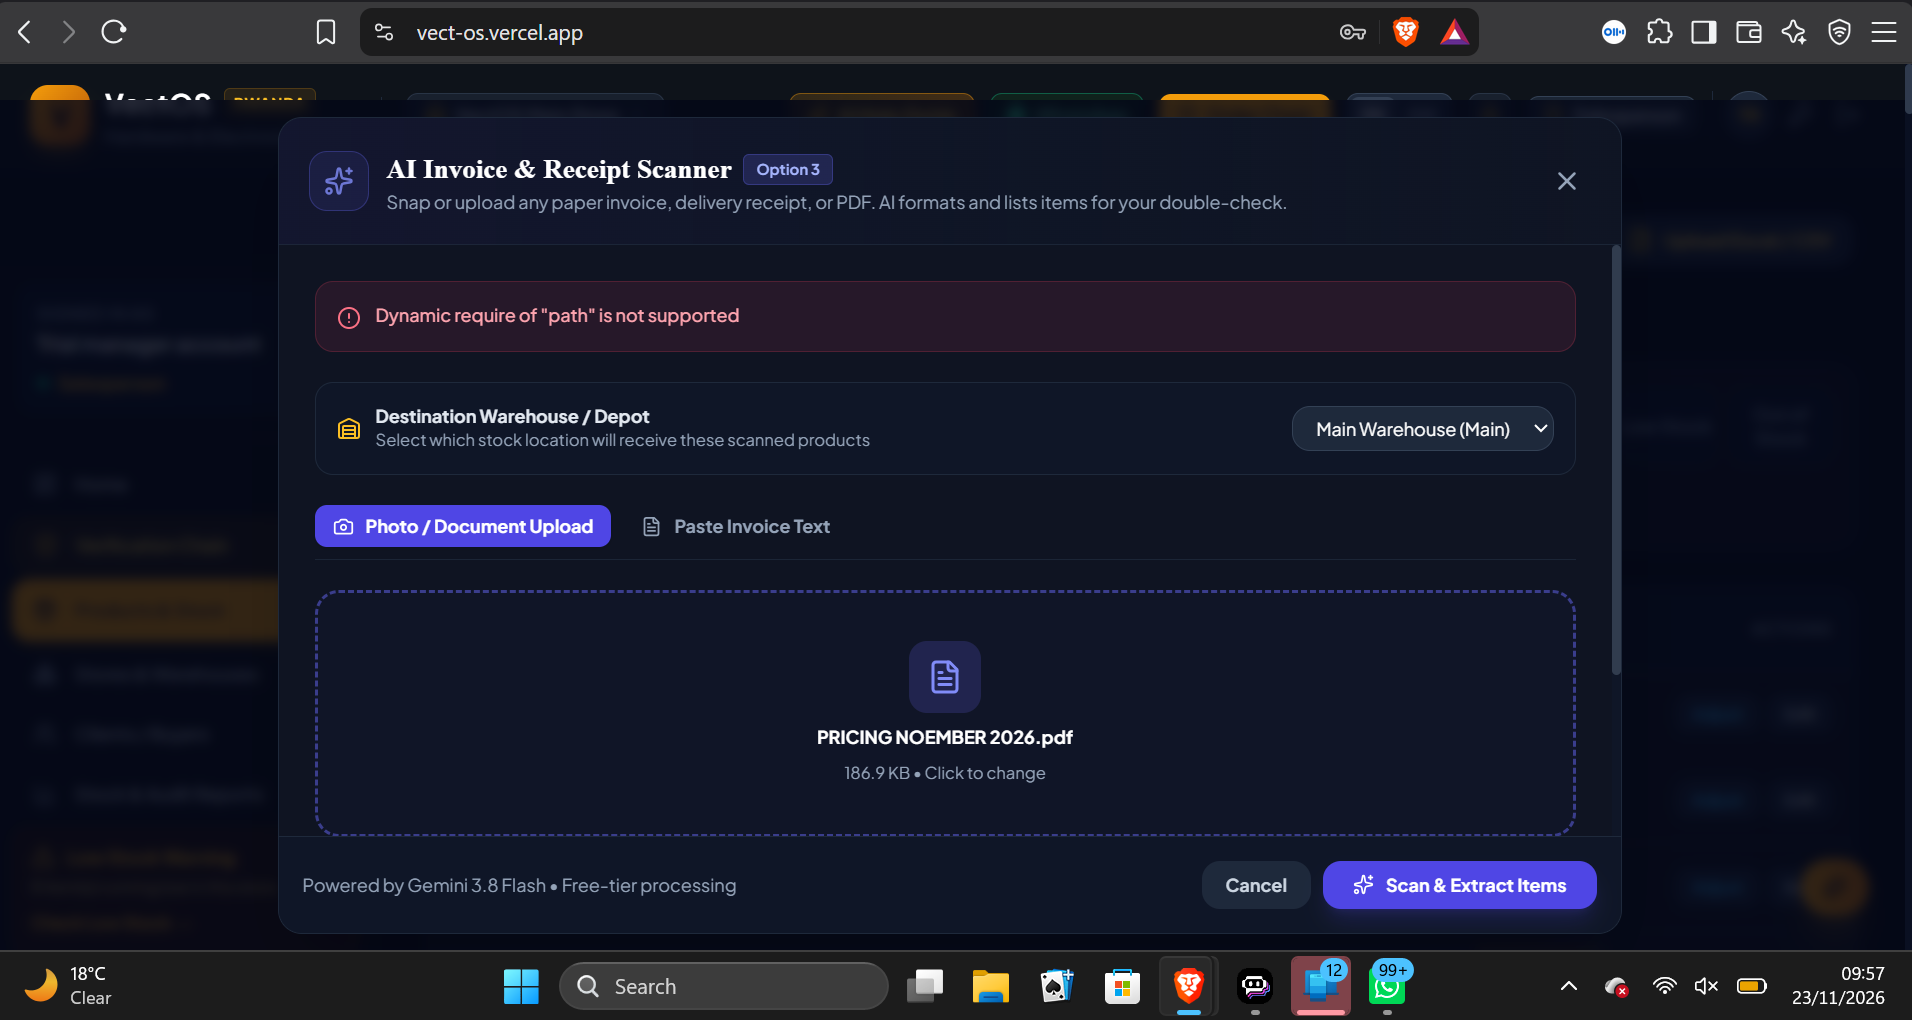 vect-os.vercel.app
AI Invoice & Receipt Scanner
Option 3
Snap or upload any paper invoice, delivery receipt, or PDF. AI formats and lists items for your double-check.
Dynamic require of "path" is not supported
Destination Warehouse / Depot
Select which stock location will receive these scanned products
Main Warehouse (Main)
Photo / Document Upload
Paste Invoice Text
PRICING NOEMBER 2026.pdf
186.9 KB • Click to change
Powered by Gemini 3.8 Flash • Free-tier processing
Cancel
Scan & Extract Items
18°C
Clear
Search
12
99+
09:57
23/11/2026